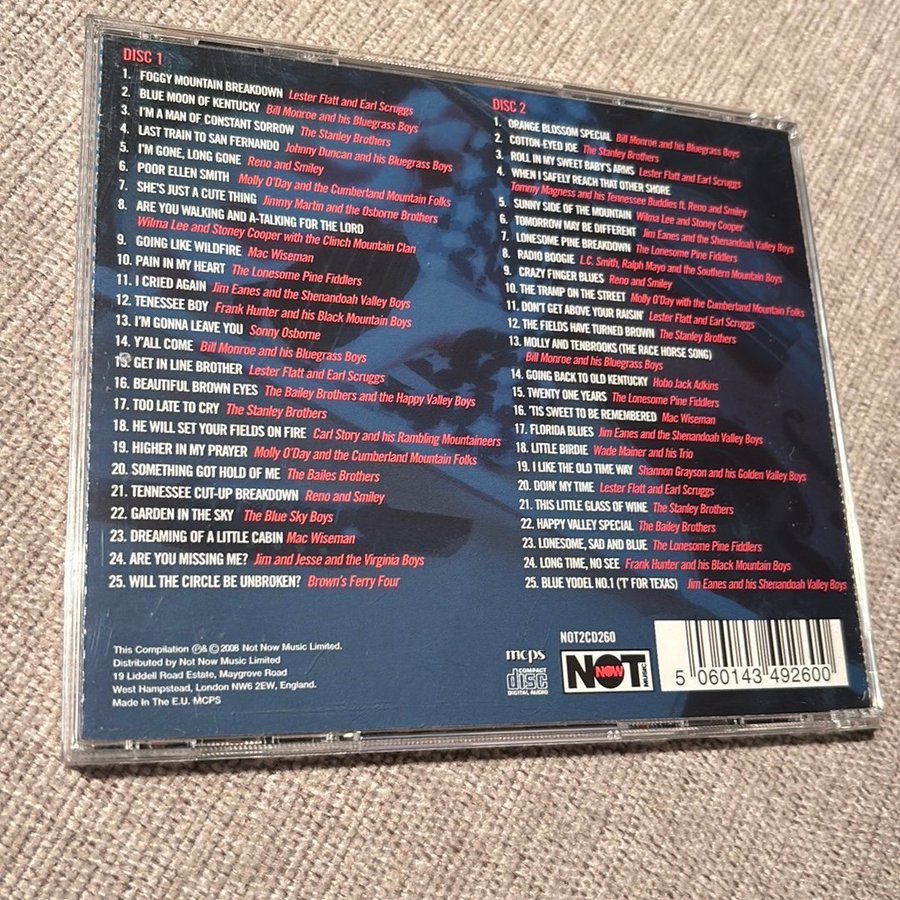 DISC 1
1. FOGGY MOUNTAIN BREAKDOWN Lester Flatt and Earl Scruggs
2. BLUE MOON OF KENTUCKY Bill Monroe and his Bluegrass Boys
3. I'M A MAN OF CONSTANT SORROW The Stanley Brothers
4. LAST TRAIN TO SAN FERNANDO Johnny Duncan and his Bluegrass Boys
5. I'M GONE, LONG GONE Reno and Smiley
6. POOR ELLEN SMITH Molly O'Day and the Cumberland Mountain Folks
7. SHE'S JUST A CUTE THING Jimmy Martin and the Osborne Brothers
8. ARE YOU WALKING AND A-TALKING FOR THE LORD
Wilma Lee and Stoney Cooper with the Clinch Mountain Clan
9. GOING LIKE WILDFIRE Mac Wiseman
10. PAIN IN MY HEART The Lonesome Pine Fiddlers
11. I CRIED AGAIN Jim Eanes and the Shenandoah Valley Boys
12. TENESSEE BOY Frank Hunter and his Black Mountain Boys
13. I'M GONNA LEAVE YOU Sonny Osborne
14. Y'ALL COME Bill Monroe and his Bluegrass Boys
15. GET IN LINE BROTHER Lester Flatt and Earl Scruggs
16. BEAUTIFUL BROWN EYES The Bailey Brothers and the Happy Valley Boys
17. TOO LATE TO CRY The Stanley Brothers
18. HE WILL SET YOUR FIELDS ON FIRE Carl Story and his Rambling Mountaineers
19. HIGHER IN MY PRAYER Molly O'Day and the Cumberland Mountain Folks
20. SOMETHING GOT HOLD OF ME The Bailes Brothers
21. TENNESSEE CUT-UP BREAKDOWN Reno and Smiley
22. GARDEN IN THE SKY The Blue Sky Boys
23. DREAMING OF A LITTLE CABIN Mac Wiseman
24. ARE YOU MISSING ME? Jim and Jesse and the Virginia Boys
25. WILL THE CIRCLE BE UNBROKEN? Brown's Ferry Four
DISC 2
1. ORANGE BLOSSOM SPECIAL Bill Monroe and his Bluegrass Boys
2. COTTON-EYED JOE The Stanley Brothers
3. ROLL IN MY SWEET BABY'S ARMS Lester Flatt and Earl Scruggs
4. WHEN I SAFELY REACH THAT OTHER SHORE
Tommy Magness and his Tennessee Buddies ft. Reno and Smiley
5. SUNNY SIDE OF THE MOUNTAIN Wilma Lee and Stoney Cooper
6. TOMORROW MAY BE DIFFERENT Jim Eanes and the Shenandoah Valley Boys
7. LONESOME PINE BREAKDOWN The Lonesome Pine Fiddlers
8. RADIO BOOGIE L.C. Smith, Ralph Mayo and the Southern Mountain Boys
9. CRAZY FINGER BLUES Reno and Smiley
10. THE TRAMP ON THE STREET Molly O'Day with the Cumberland Mountain Folks
11. DON'T GET ABOVE YOUR RAISIN' Lester Flatt and Earl Scruggs
12. THE FIELDS HAVE TURNED BROWN The Stanley Brothers
13. MOLLY AND TENBROOKS (THE RACE HORSE SONG)
Bill Monroe and his Bluegrass Boys
14. GOING BACK TO OLD KENTUCKY Hobo Jack Adkins
15. TWENTY ONE YEARS The Lonesome Pine Fiddlers
16. 'TIS SWEET TO BE REMEMBERED Mac Wiseman
17. FLORIDA BLUES Jim Eanes and the Shenandoah Valley Boys
18. LITTLE BIRDIE Wade Mainer and his Trio
19. I LIKE THE OLD TIME WAY Shannon Grayson and his Golden Valley Boys
20. DOIN' MY TIME Lester Flatt and Earl Scruggs
21. THIS LITTLE GLASS OF WINE The Stanley Brothers
22. HAPPY VALLEY SPECIAL The Bailey Brothers
23. LONESOME, SAD AND BLUE The Lonesome Pine Fiddlers
24. LONG TIME, NO SEE Frank Hunter and his Black Mountain Boys
25. BLUE YODEL NO.1 ('T' FOR TEXAS) Jim Eanes and his Shenandoah Valley Boys
This Compilation ℗&©2008 Not Now Music Limited.
Distributed by Not Now Music Limited
19 Liddell Road Estate, Maygrove Road
West Hampstead, London NW6 2EW, England.
Made In The E.U. MCPS
mcps
COMPACT
disc
DIGITAL AUDIO
NOT2CD260
NOT NOW MUSIC
5 060143 492600